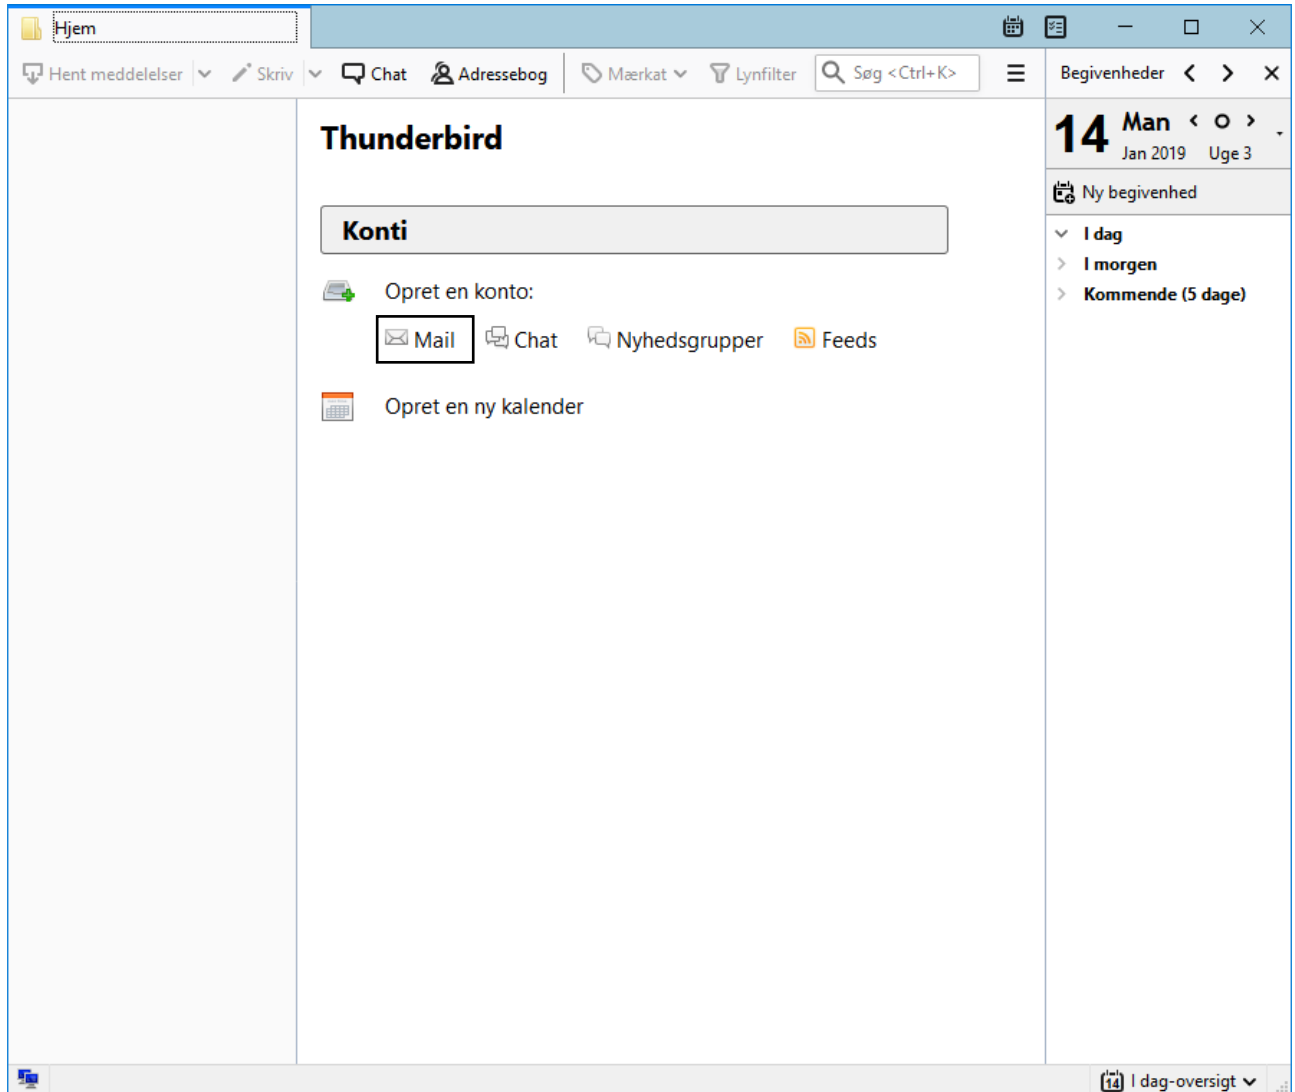 Hjem
Hent meddelelser Skriv Chat Adressebog Mærkat Lynfilter Søg <Ctrl+K> Begivenheder
Thunderbird
14 Man
Jan 2019 Uge 3
Ny begivenhed
Konti
I dag
I morgen
Kommende (5 dage)
Opret en konto:
Mail Chat Nyhedsgrupper Feeds
Opret en ny kalender
14 I dag-oversigt